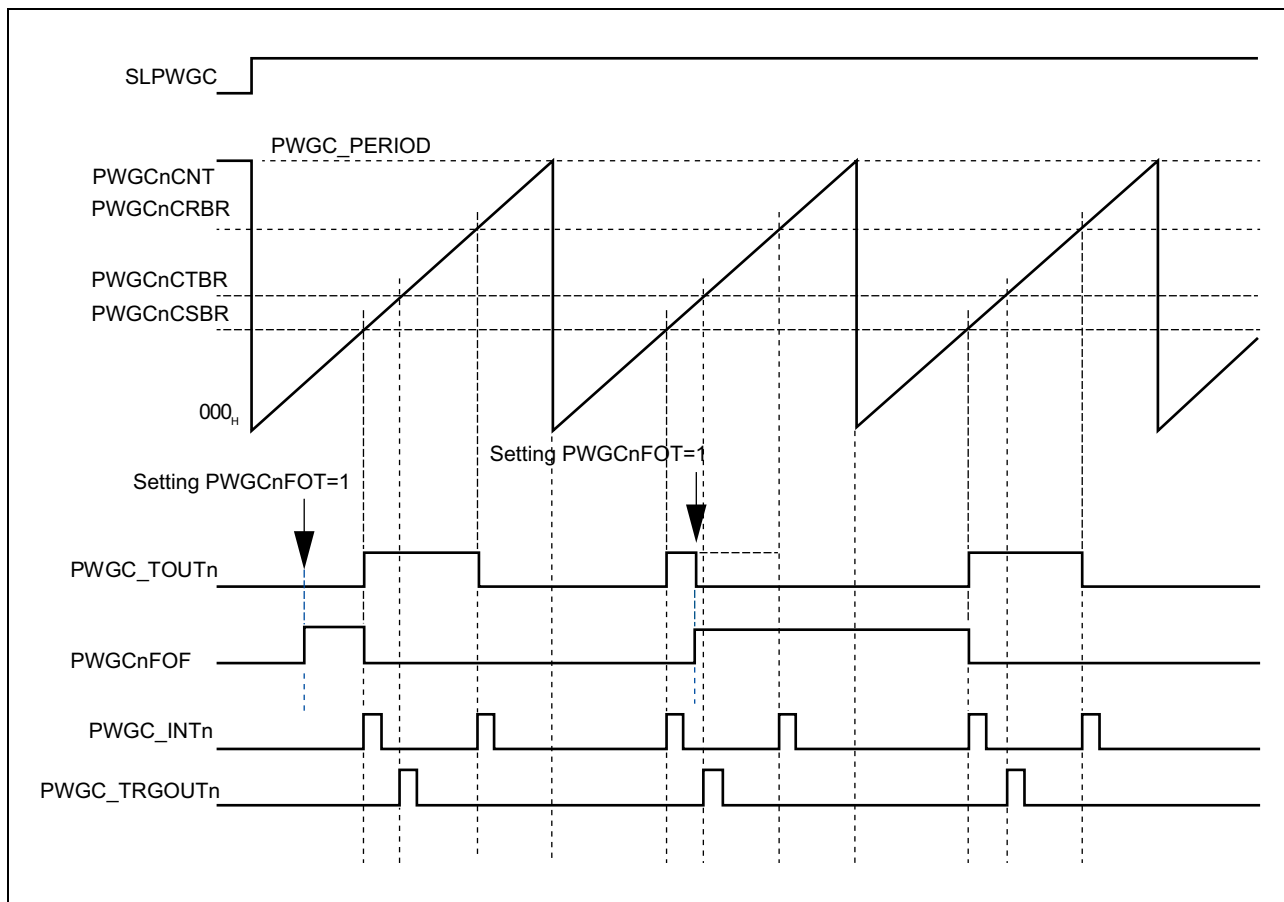 SLPWGC
PWGC_PERIOD
PWGCnCNT
PWGCnCRBR
PWGCnCTBR
PWGCnCSBR
000H
Setting PWGCnFOT=1
Setting PWGCnFOT=1
PWGC_TOUTn
PWGCnFOF
PWGC_INTn
PWGC_TRGOUTn